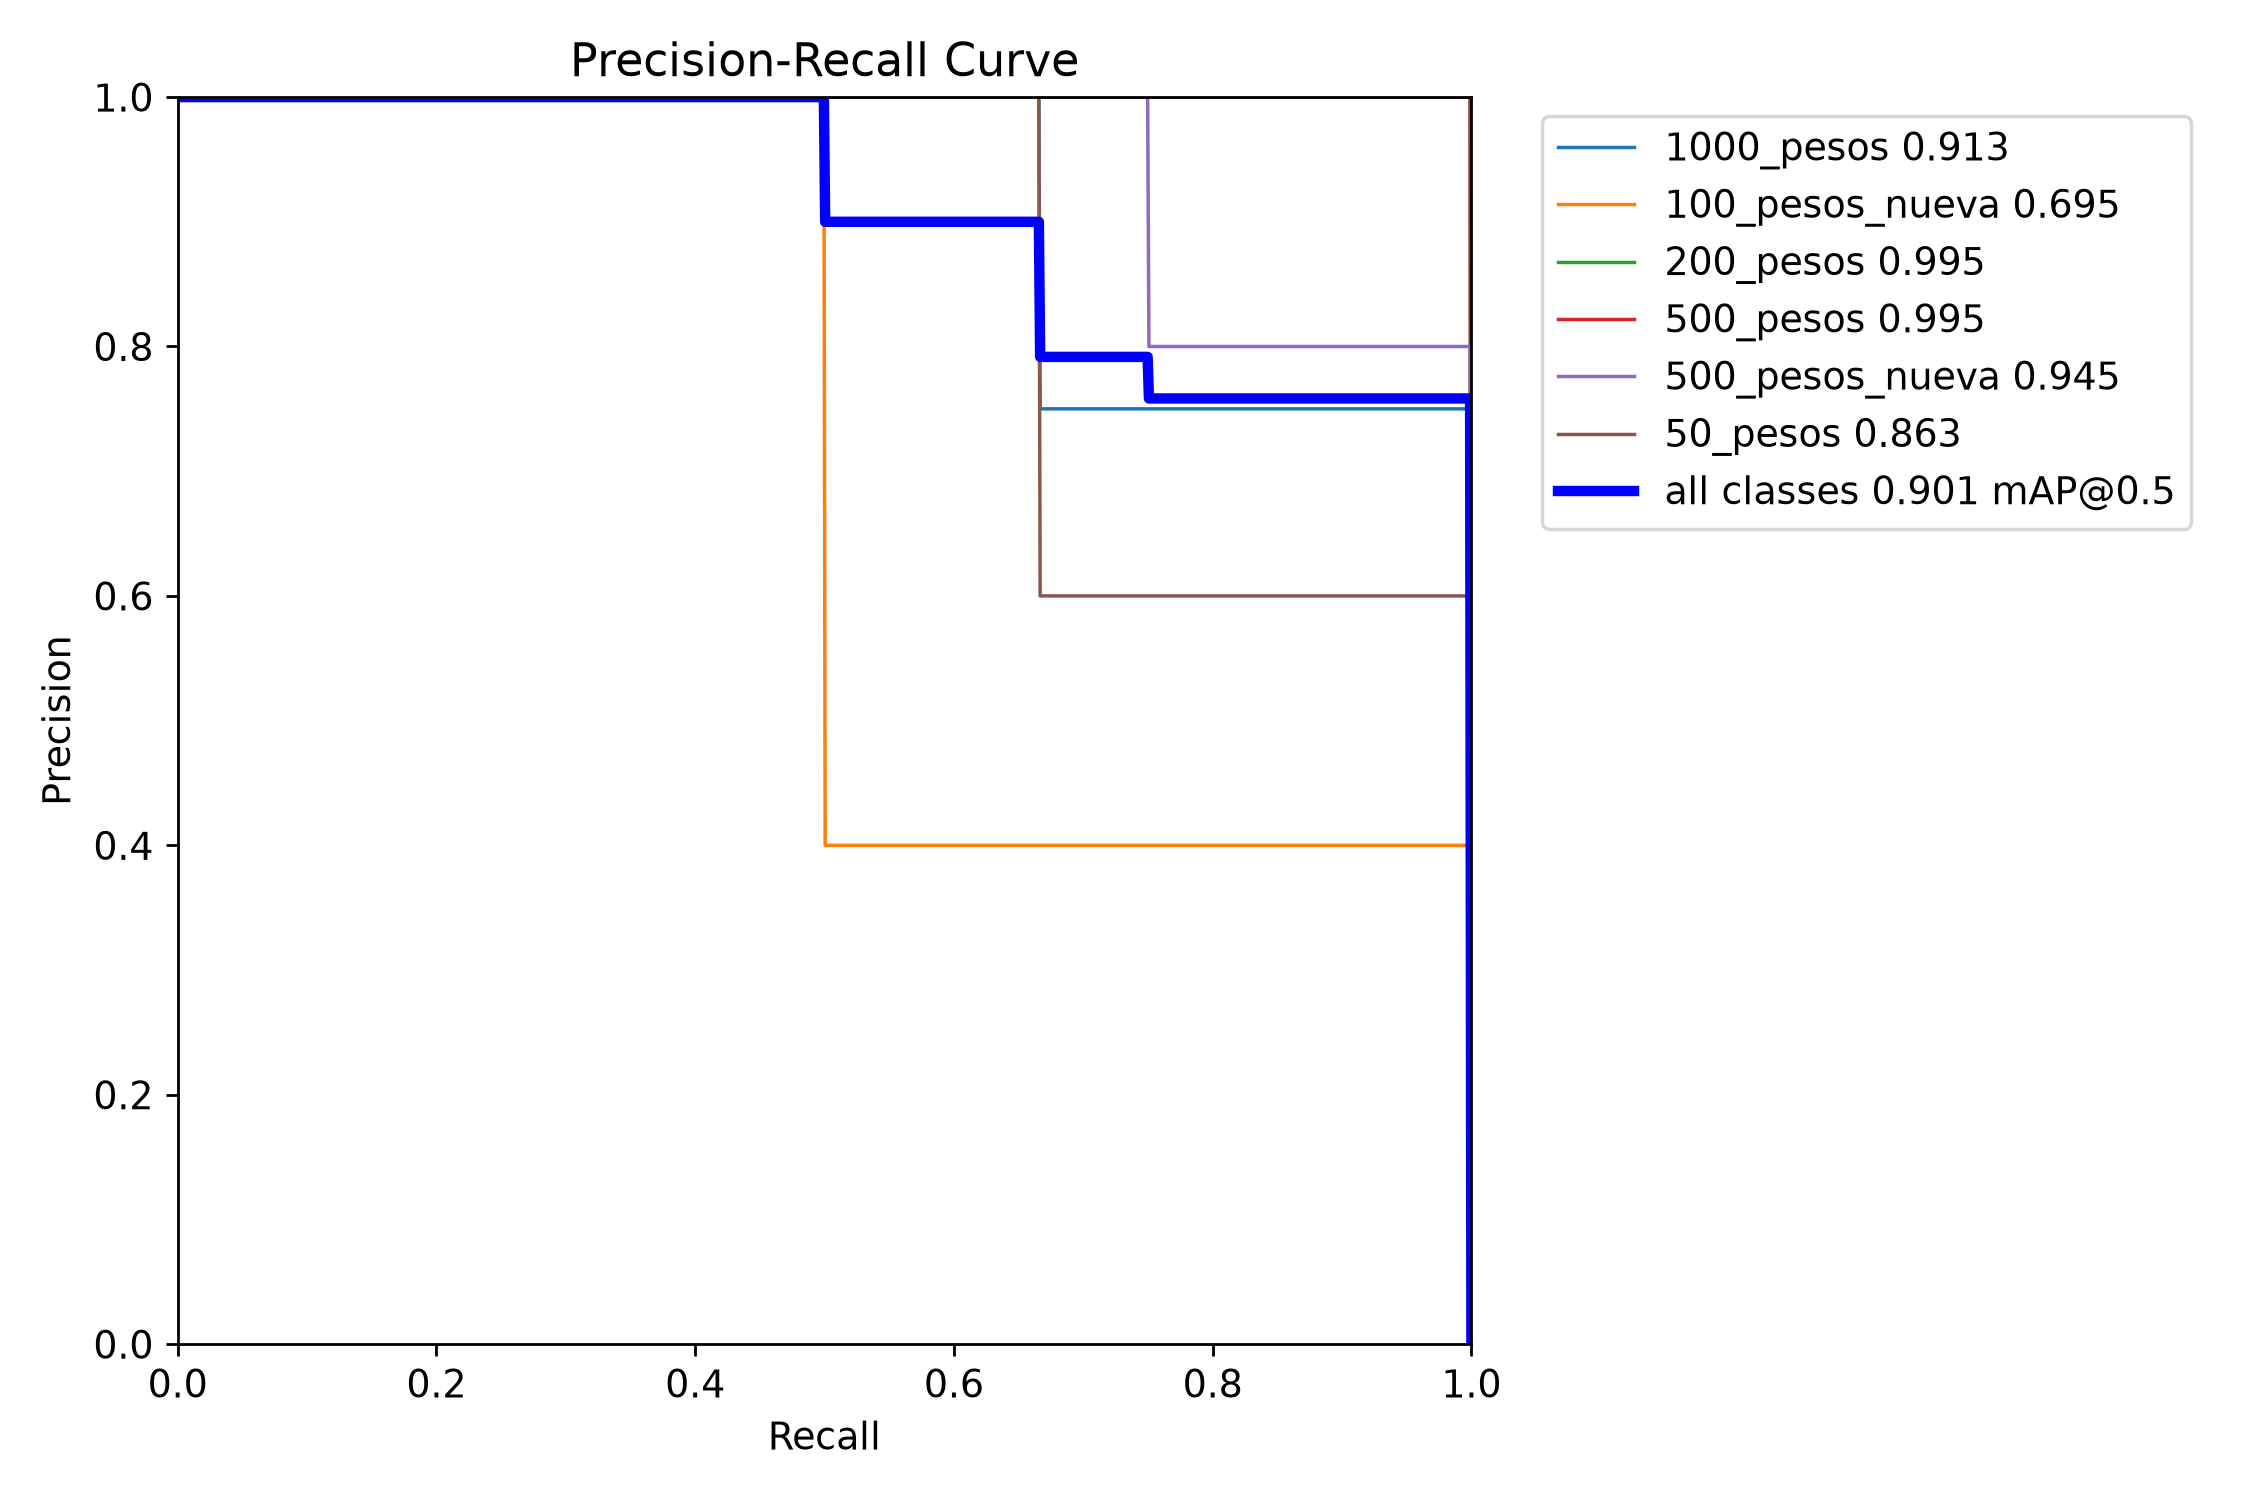 Precision-Recall Curve
1.0
0.8
0.6
0.4
0.2
0.0
Precision
0.0 0.2 0.4 0.6 0.8 1.0
Recall
1000_pesos 0.913
100_pesos_nueva 0.695
200_pesos 0.995
500_pesos 0.995
500_pesos_nueva 0.945
50_pesos 0.863
all classes 0.901 mAP@0.5